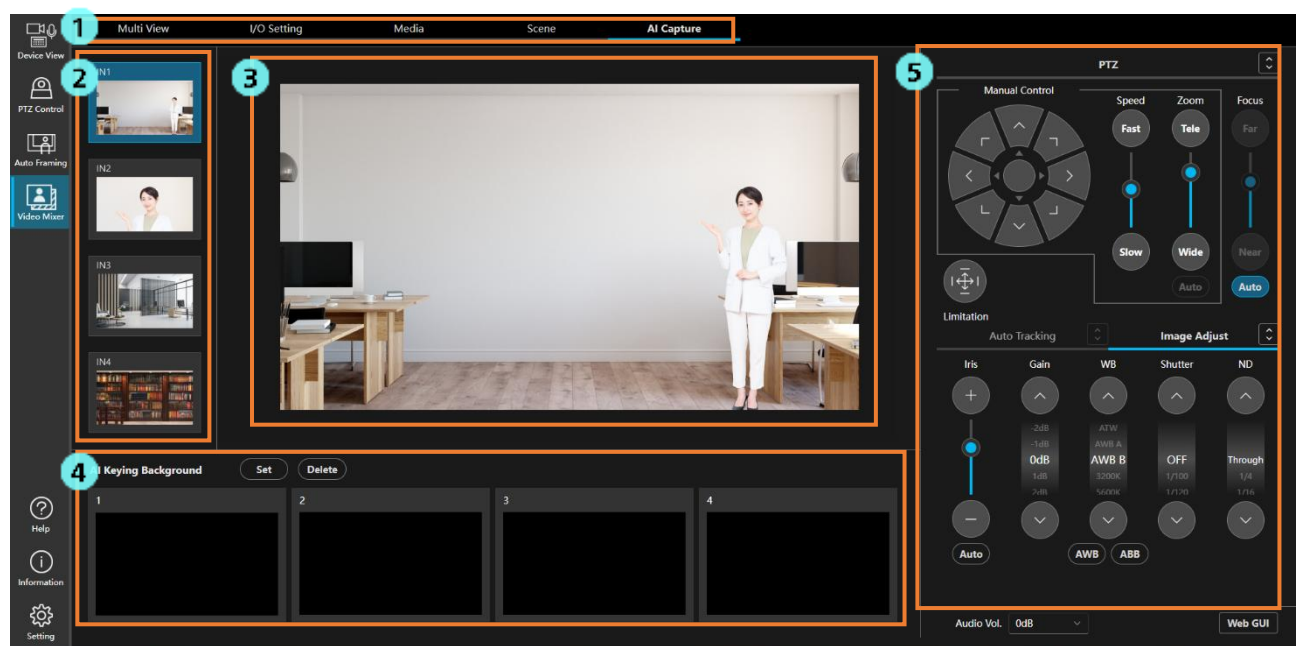 1
Multi View
I/O Setting
Media
Scene
AI Capture
Device View
PTZ Control
Auto Framing
Video Mixer
Help
Information
Setting
2
IN1
IN2
IN3
IN4
3
4
AI Keying Background
Set
Delete
1
2
3
4
5
PTZ
Manual Control
Speed
Zoom
Focus
Fast
Tele
Far
Slow
Wide
Near
Auto
Auto
Limitation
Auto Tracking
Image Adjust
Iris
Gain
WB
Shutter
ND
-2dB
ATW
-1dB
AWB A
0dB
AWB B
OFF
Through
1dB
3200K
1/100
1/4
2dB
5600K
1/120
1/16
Auto
AWB
ABB
Audio Vol.
0dB
Web GUI